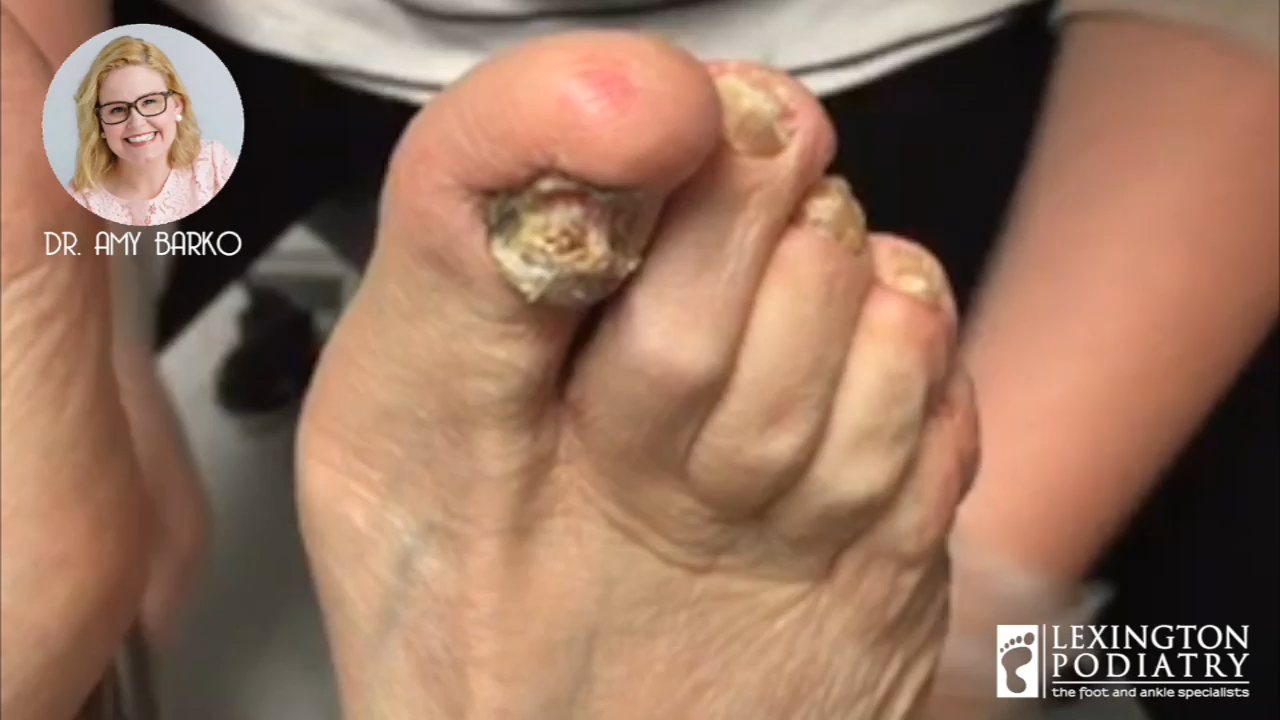 DR. AMY BARKO
LEXINGTON
PODIATRY
the foot and ankle specialists